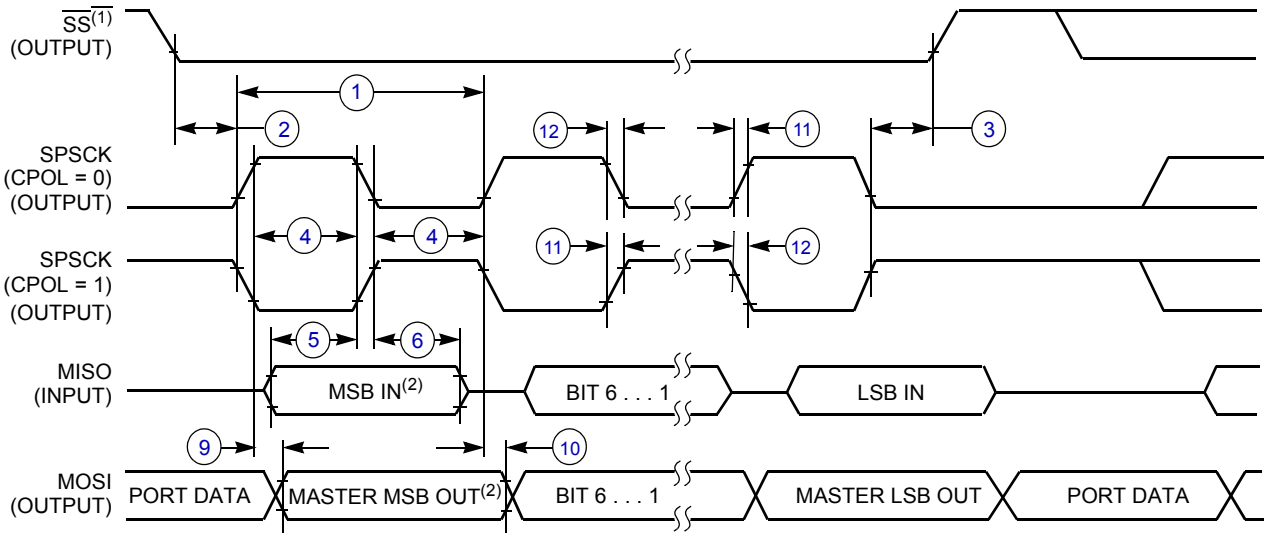 SS(1)
(OUTPUT)
1
2
12
11
3
SPSCK
(CPOL = 0)
(OUTPUT)
4
4
11
12
SPSCK
(CPOL = 1)
(OUTPUT)
5
6
MISO
(INPUT)
MSB IN(2)
BIT 6 . . . 1
LSB IN
9
10
MOSI
(OUTPUT)
PORT DATA
MASTER MSB OUT(2)
BIT 6 . . . 1
MASTER LSB OUT
PORT DATA